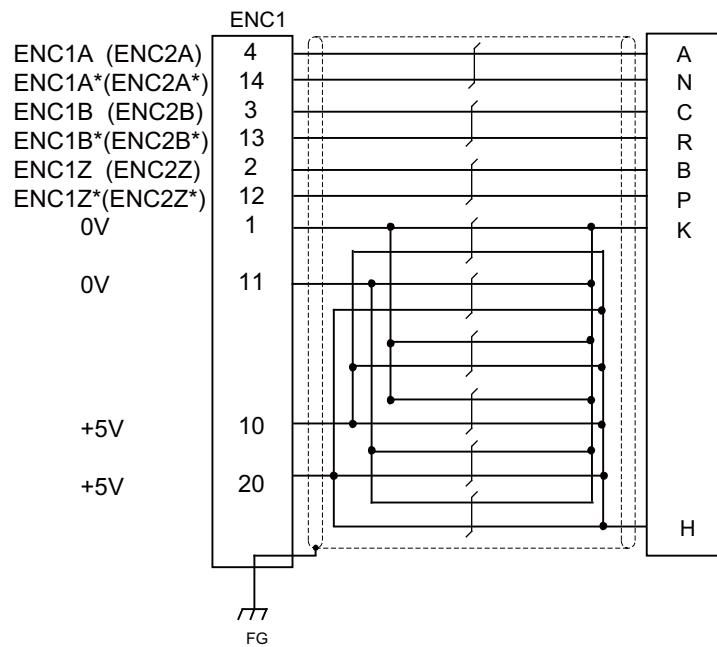 ENC1
ENC1A (ENC2A) 4 A
ENC1A*(ENC2A*) 14 N
ENC1B (ENC2B) 3 C
ENC1B*(ENC2B*) 13 R
ENC1Z (ENC2Z) 2 B
ENC1Z*(ENC2Z*) 12 P
0V 1 K
0V 11
+5V 10
+5V 20
H
FG